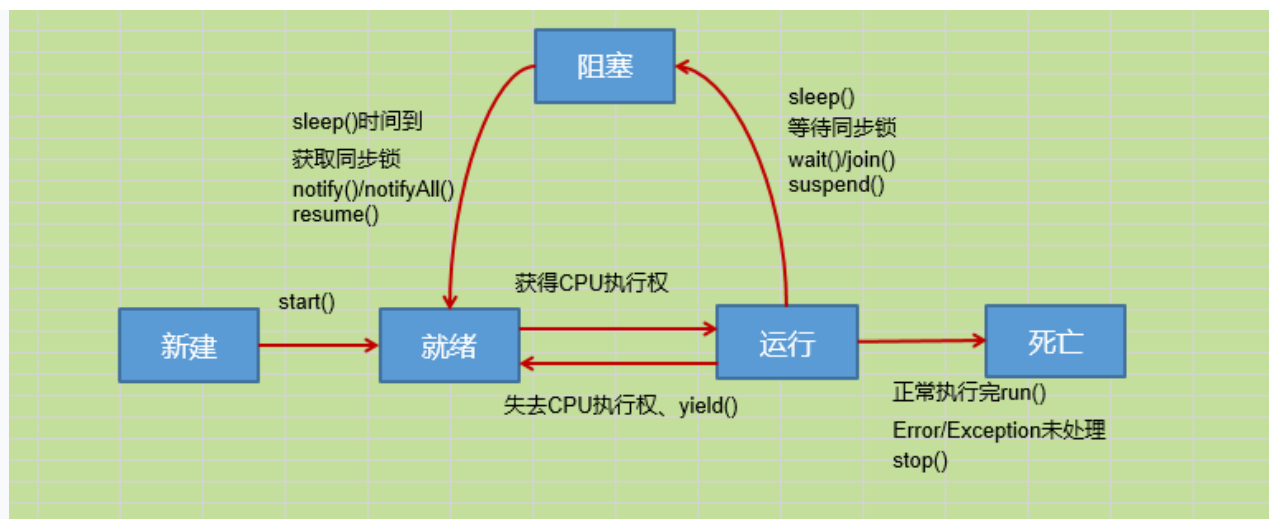 阻塞
sleep()时间到
获取同步锁
notify()/notifyAll()
resume()
sleep()
等待同步锁
wait()/join()
suspend()
获得CPU执行权
start()
新建
就绪
运行
死亡
失去CPU执行权、yield()
正常执行完run()
Error/Exception未处理
stop()